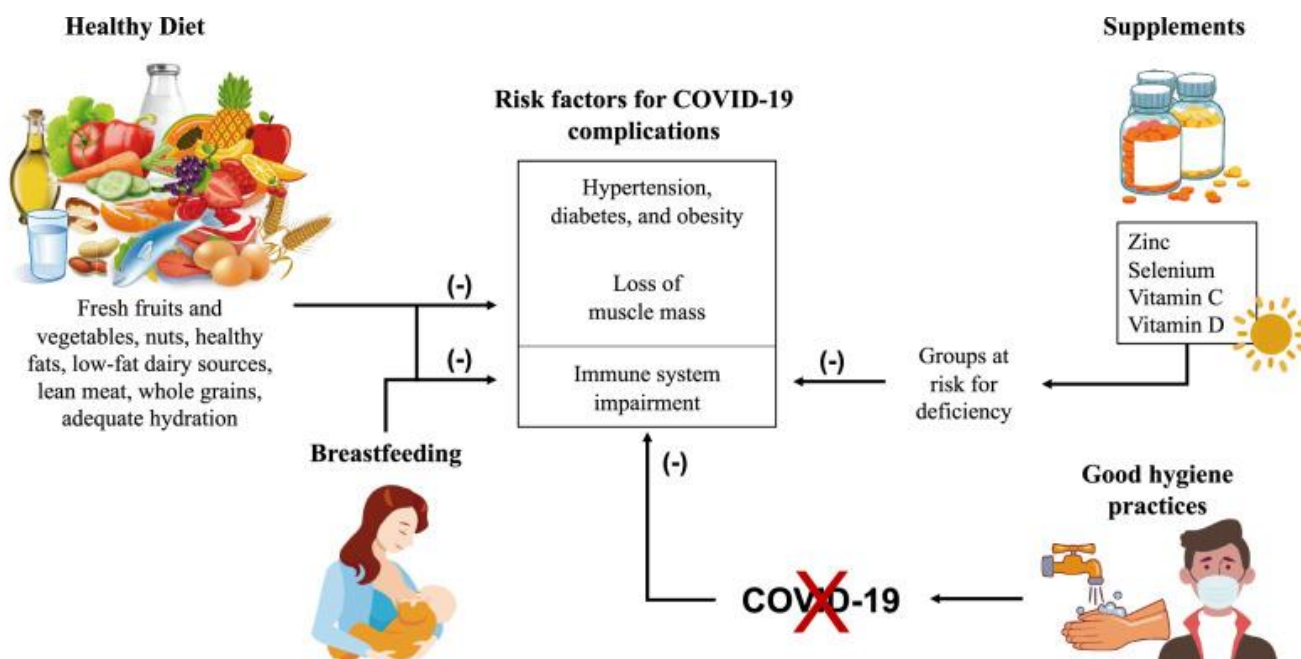 Healthy Diet
Fresh fruits and
vegetables, nuts, healthy
fats, low-fat dairy sources,
lean meat, whole grains,
adequate hydration
Breastfeeding
(-)
(-)
Risk factors for COVID-19
complications
Hypertension,
diabetes, and obesity
Loss of
muscle mass
Immune system
impairment
(-)
(-)
Supplements
Zinc
Selenium
Vitamin C
Vitamin D
Groups at
risk for
deficiency
Good hygiene
practices
COVID-19